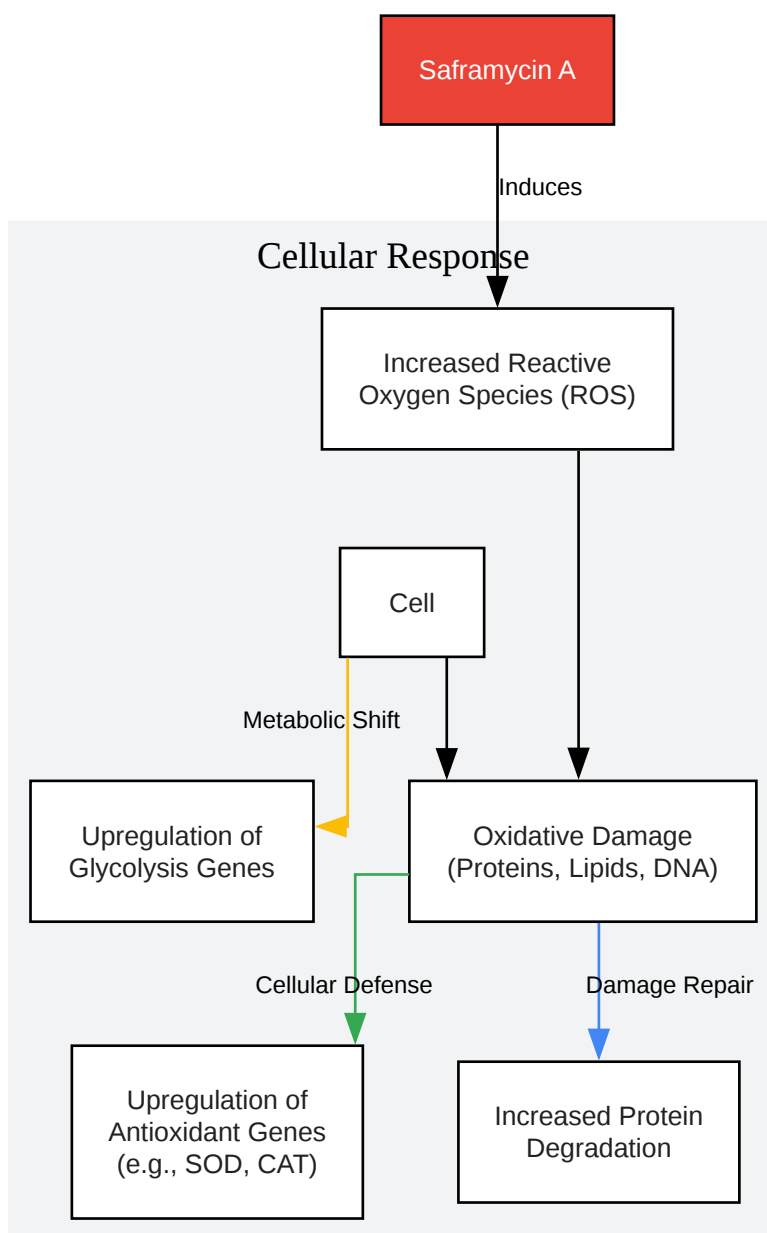 Saframycin A
Induces
Cellular Response
Increased Reactive
Oxygen Species (ROS)
Cell
Metabolic Shift
Upregulation of
Glycolysis Genes
Oxidative Damage
(Proteins, Lipids, DNA)
Cellular Defense
Damage Repair
Upregulation of
Antioxidant Genes
(e.g., SOD, CAT)
Increased Protein
Degradation